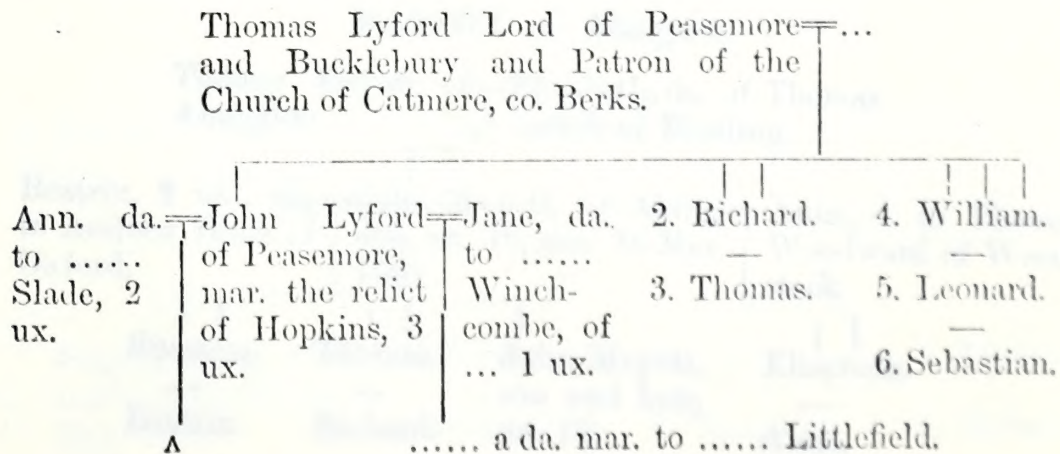 Thomas Lyford Lord of Peasemore=...
and Bucklebury and Patron of the
Church of Catmere, co. Berks.
Ann. da.=John Lyford=Jane, da. 2. Richard. 4. William.
to ..... of Peasemore, to ...... — —
Slade, 2 mar. the relict Winch- 3. Thomas. 5. Leonard.
ux. of Hopkins, 3 combe, of —
ux. ... 1 ux. 6. Sebastian.
A ...... a da. mar. to ...... Littlefield.